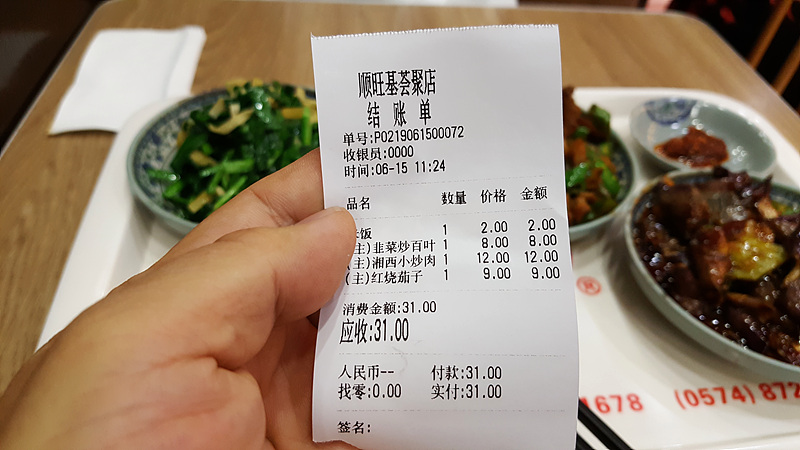 顺旺基荟聚店
结 账 单
单号:P0219061500072
收银员:0000
时间:06-15 11:24
品名 数量 价格 金额
饭 1 2.00 2.00
主)韭菜炒百叶 1 8.00 8.00
(主)湘西小炒肉 1 12.00 12.00
(主)红烧茄子 1 9.00 9.00
消费金额:31.00
应收:31.00
人民币-- 付款:31.00
找零:0.00 实付:31.00
签名:
®
1678 (0574) 872